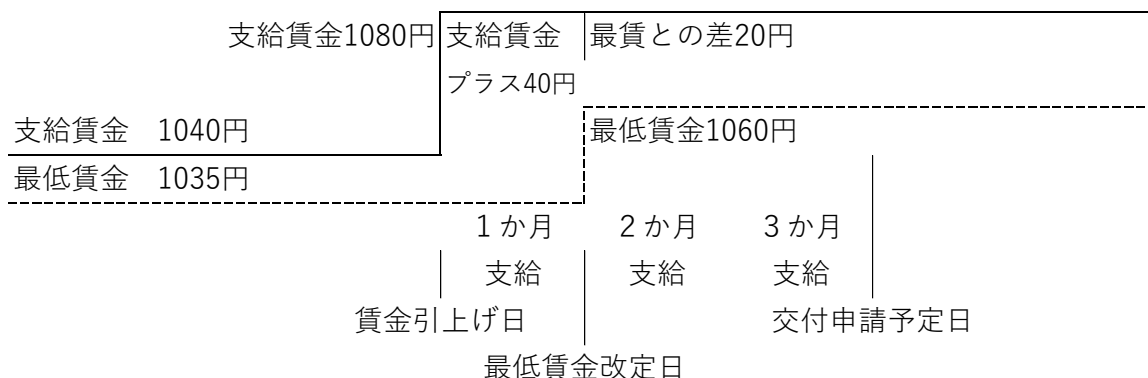 支給賃金1080円 支給賃金 最賃との差20円
プラス40円
支給賃金　1040円 最低賃金1060円
最低賃金　1035円
１か月 ２か月 ３か月
支給 支給 支給
賃金引上げ日 交付申請予定日
最低賃金改定日